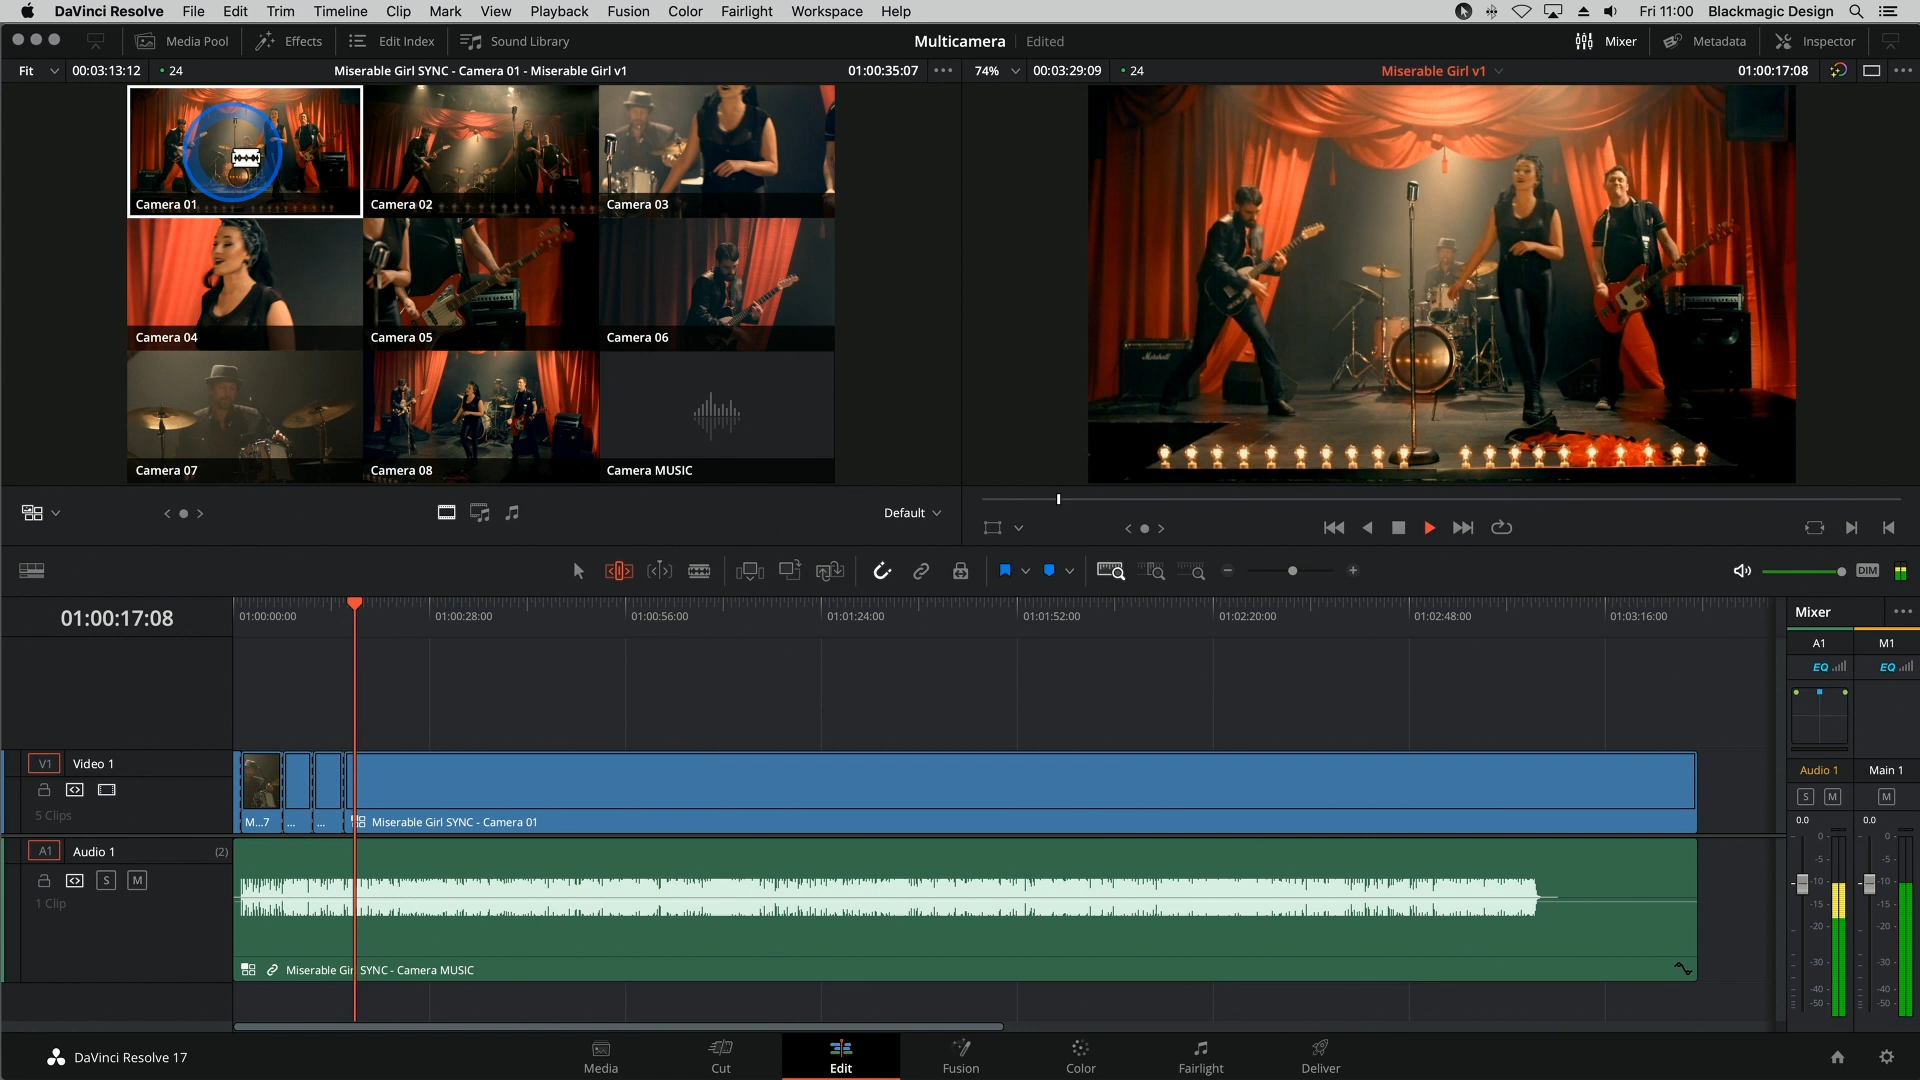 DaVinci Resolve File Edit Trim Timeline Clip Mark View Playback Fusion Color Fairlight Workspace Help Fri 11:00 Blackmagic Design
Media Pool Effects Edit Index Sound Library Multicamera Edited Mixer Metadata Inspector
Fit 00:03:13:12 24 Miserable Girl SYNC - Camera 01 - Miserable Girl v1 01:00:35:07 74% 00:03:29:09 24 Miserable Girl v1 01:00:17:08
Camera 01 Camera 02 Camera 03
Camera 04 Camera 05 Camera 06
Marshall
Camera 07 Camera 08 Camera MUSIC
Default
DIM
01:00:17:08 01:00:00:00 01:00:28:00 01:00:56:00 01:01:24:00 01:01:52:00 01:02:20:00 01:02:48:00 01:03:16:00 Mixer
A1 M1
EQ EQ
V1 Video 1
Audio 1 Main 1
S M M
5 Clips
M...7 ... ... Miserable Girl SYNC - Camera 01 0.0 0.0
0 0
A1 Audio 1 (2)
-5 -5
S M
-10 -10
1 Clip
-15 -15
-20 -20
-30 -30
Miserable Girl SYNC - Camera MUSIC
-40 -40
-50 -50
DaVinci Resolve 17 Media Cut Edit Fusion Color Fairlight Deliver